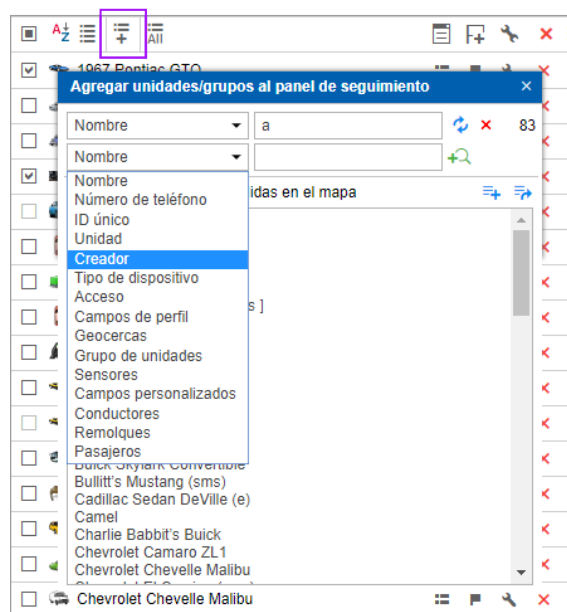 A Z All
1967 Pontiac GTO
Agregar unidades/grupos al panel de seguimiento
Nombre a 83
Nombre
Nombre
idas en el mapa
Número de teléfono
ID único
Unidad
Creador
Tipo de dispositivo
Acceso
s ]
Campos de perfil
Geocercas
Grupo de unidades
Sensores
Campos personalizados
Conductores
Remolques
Pasajeros
Buick Skylark Convertible
Bullitt's Mustang (sms)
Cadillac Sedan DeVille (e)
Camel
Charlie Babbit's Buick
Chevrolet Camaro ZL1
Chevrolet Chevelle Malibu
Chevrolet Chevelle Malibu